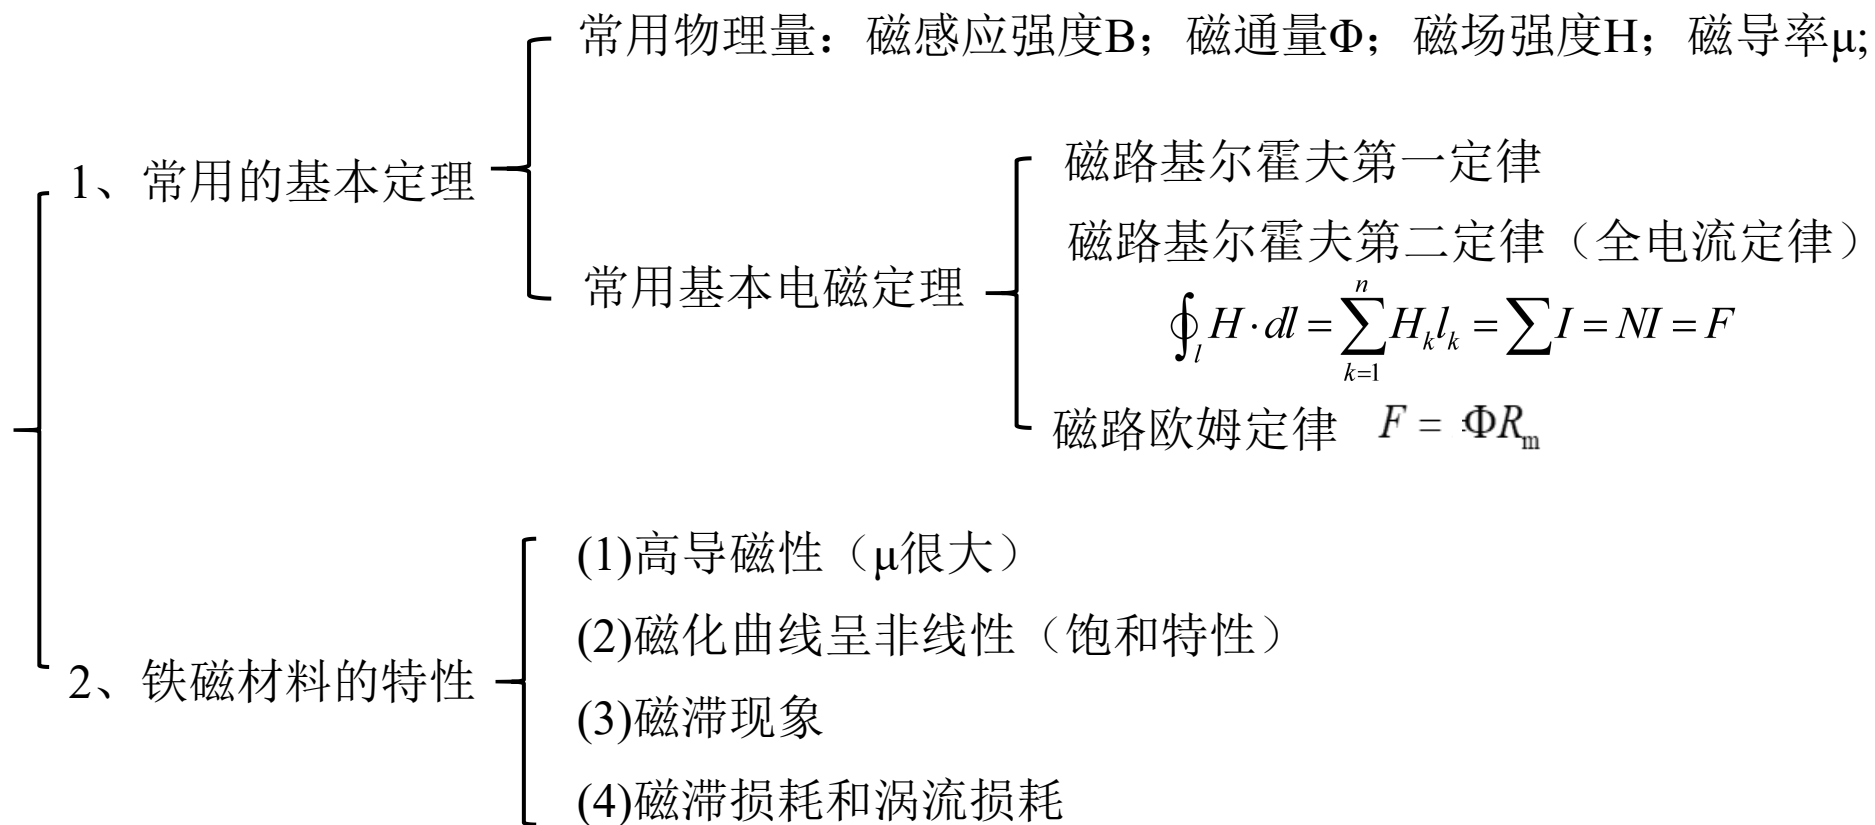 常用物理量：磁感应强度B；磁通量Φ；磁场强度H；磁导率μ;
1、常用的基本定理
磁路基尔霍夫第一定律
磁路基尔霍夫第二定律（全电流定律）
常用基本电磁定理
∮_l H·dl = ∑_{k=1}^{n} H_k l_k = ∑I = NI = F
磁路欧姆定律 F = ΦR_m
(1)高导磁性（μ很大）
(2)磁化曲线呈非线性（饱和特性）
2、铁磁材料的特性
(3)磁滞现象
(4)磁滞损耗和涡流损耗